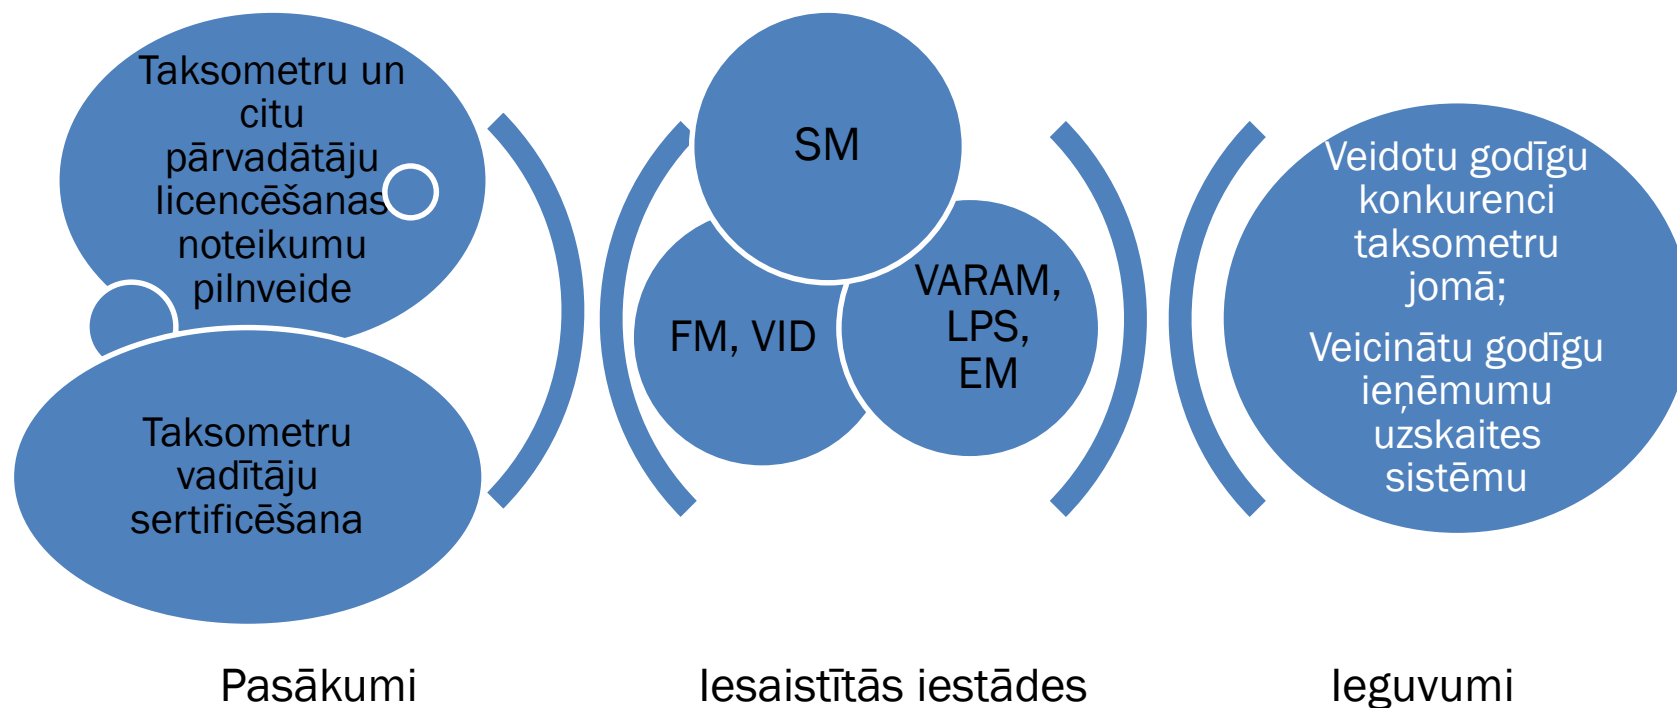 Taksometru un
citu
pārvadātāju
licencēšanas
noteikumu
pilnveide
Taksometru
vadītāju
sertificēšana
SM
FM, VID
VARAM,
LPS,
EM
Veidotu godīgu
konkurenci
taksometru
jomā;
Veicinātu godīgu
ieņēmumu
uzskaites
sistēmu
Pasākumi
Iesaistītās iestādes
Ieguvumi